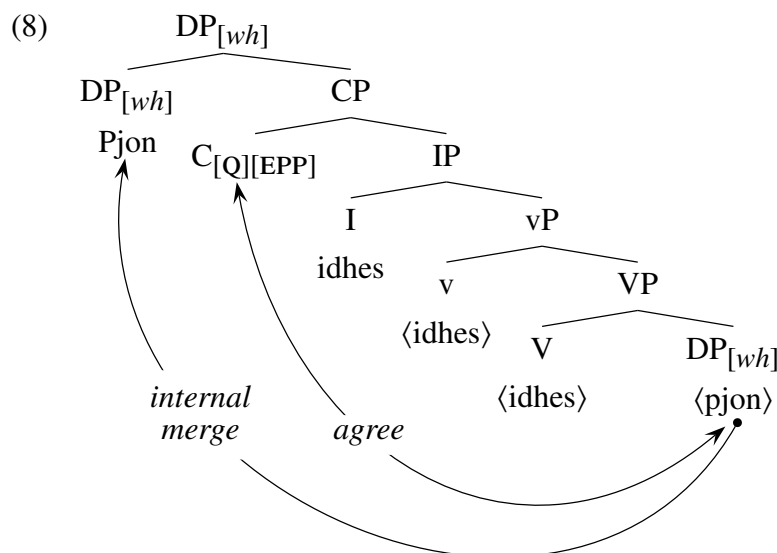 (8)
DP[wh]
DP[wh] CP
Pjon C[Q][EPP] IP
I vP
idhes v VP
⟨idhes⟩ V DP[wh]
⟨idhes⟩ ⟨pjon⟩
internal
merge agree